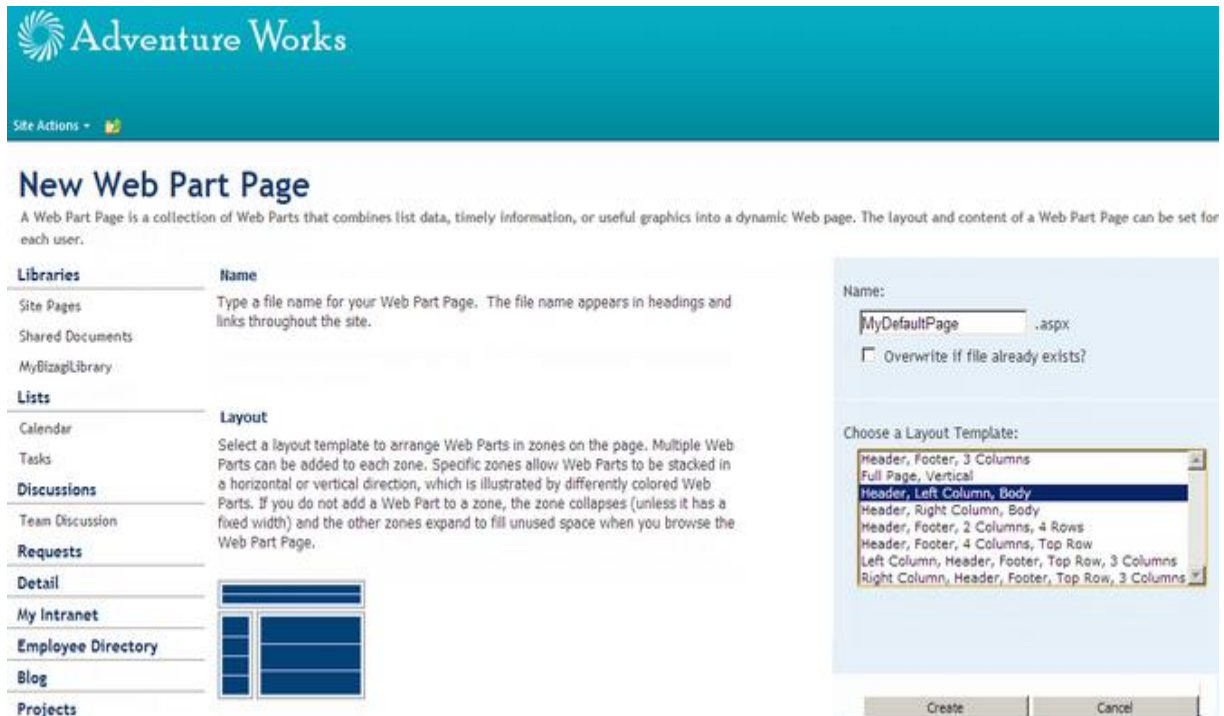 Adventure Works
Site Actions
New Web Part Page
A Web Part Page is a collection of Web Parts that combines list data, timely information, or useful graphics into a dynamic Web page. The layout and content of a Web Part Page can be set for
each user.
Libraries
Site Pages
Shared Documents
MyBizagiLibrary
Lists
Calendar
Tasks
Discussions
Team Discussion
Requests
Detail
My Intranet
Employee Directory
Blog
Projects
Name
Type a file name for your Web Part Page. The file name appears in headings and
links throughout the site.
Layout
Select a layout template to arrange Web Parts in zones on the page. Multiple Web
Parts can be added to each zone. Specific zones allow Web Parts to be stacked in
a horizontal or vertical direction, which is illustrated by differently colored Web
Parts. If you do not add a Web Part to a zone, the zone collapses (unless it has a
fixed width) and the other zones expand to fill unused space when you browse the
Web Part Page.
Name:
MyDefaultPage .aspx
Overwrite if file already exists?
Choose a Layout Template:
Header, Footer, 3 Columns
Full Page, Vertical
Header, Left Column, Body
Header, Right Column, Body
Header, Footer, 2 Columns, 4 Rows
Header, Footer, 4 Columns, Top Row
Left Column, Header, Footer, Top Row, 3 Columns
Right Column, Header, Footer, Top Row, 3 Columns
Create Cancel